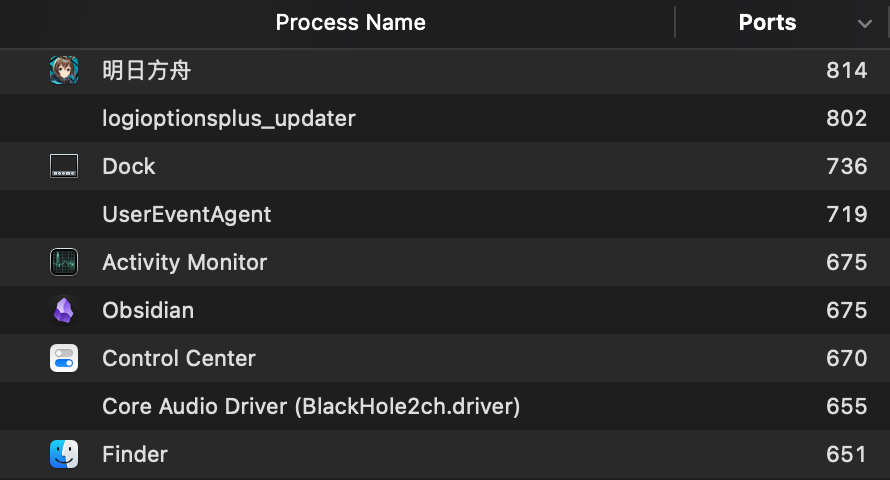 Process Name Ports
明日方舟 814
logioptionsplus_updater 802
Dock 736
UserEventAgent 719
Activity Monitor 675
Obsidian 675
Control Center 670
Core Audio Driver (BlackHole2ch.driver) 655
Finder 651